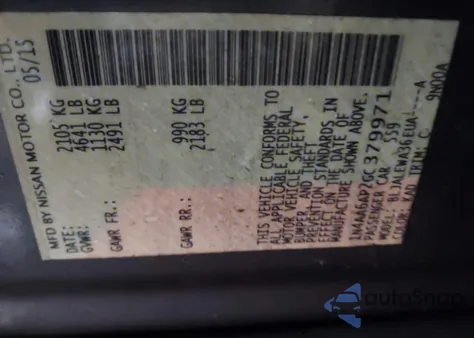 MFD BY NISSAN MOTOR CO., LTD.
DATE: 05/15
GVWR: 2105 KG
4641 LB
GAWR FR: 1130 KG
2491 LB
GAWR RR: 990 KG
2183 LB
THIS VEHICLE CONFORMS TO
ALL APPLICABLE FEDERAL
MOTOR VEHICLE SAFETY,
BUMPER, AND THEFT
PREVENTION STANDARDS IN
EFFECT ON THE DATE OF
MANUFACTURE SHOWN ABOVE.
1N4AA6AP2GC379971
PASSENGER CAR 559
MODEL: BLJALEWA36EUA----A
COLOR: KAD TRIM: C 9N00A
autoSnap